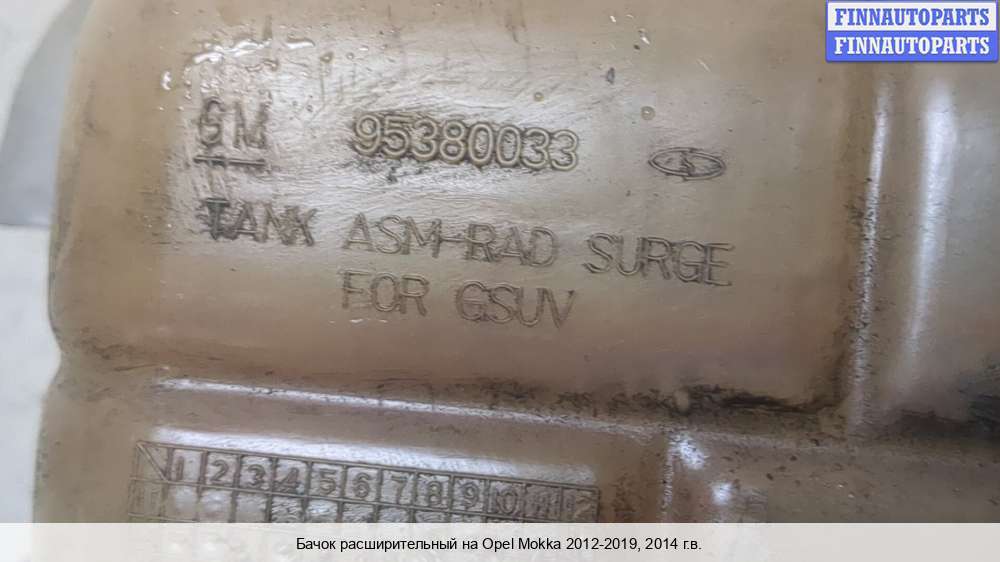 FINNAUTOPARTS
FINNAUTOPARTS
GM 95380033
TANK ASM-RAD SURGE
FOR GSUV
1 2 3 4 5 6 7 8 9 10 11 12
Бачок расширительный на Opel Mokka 2012-2019, 2014 г.в.